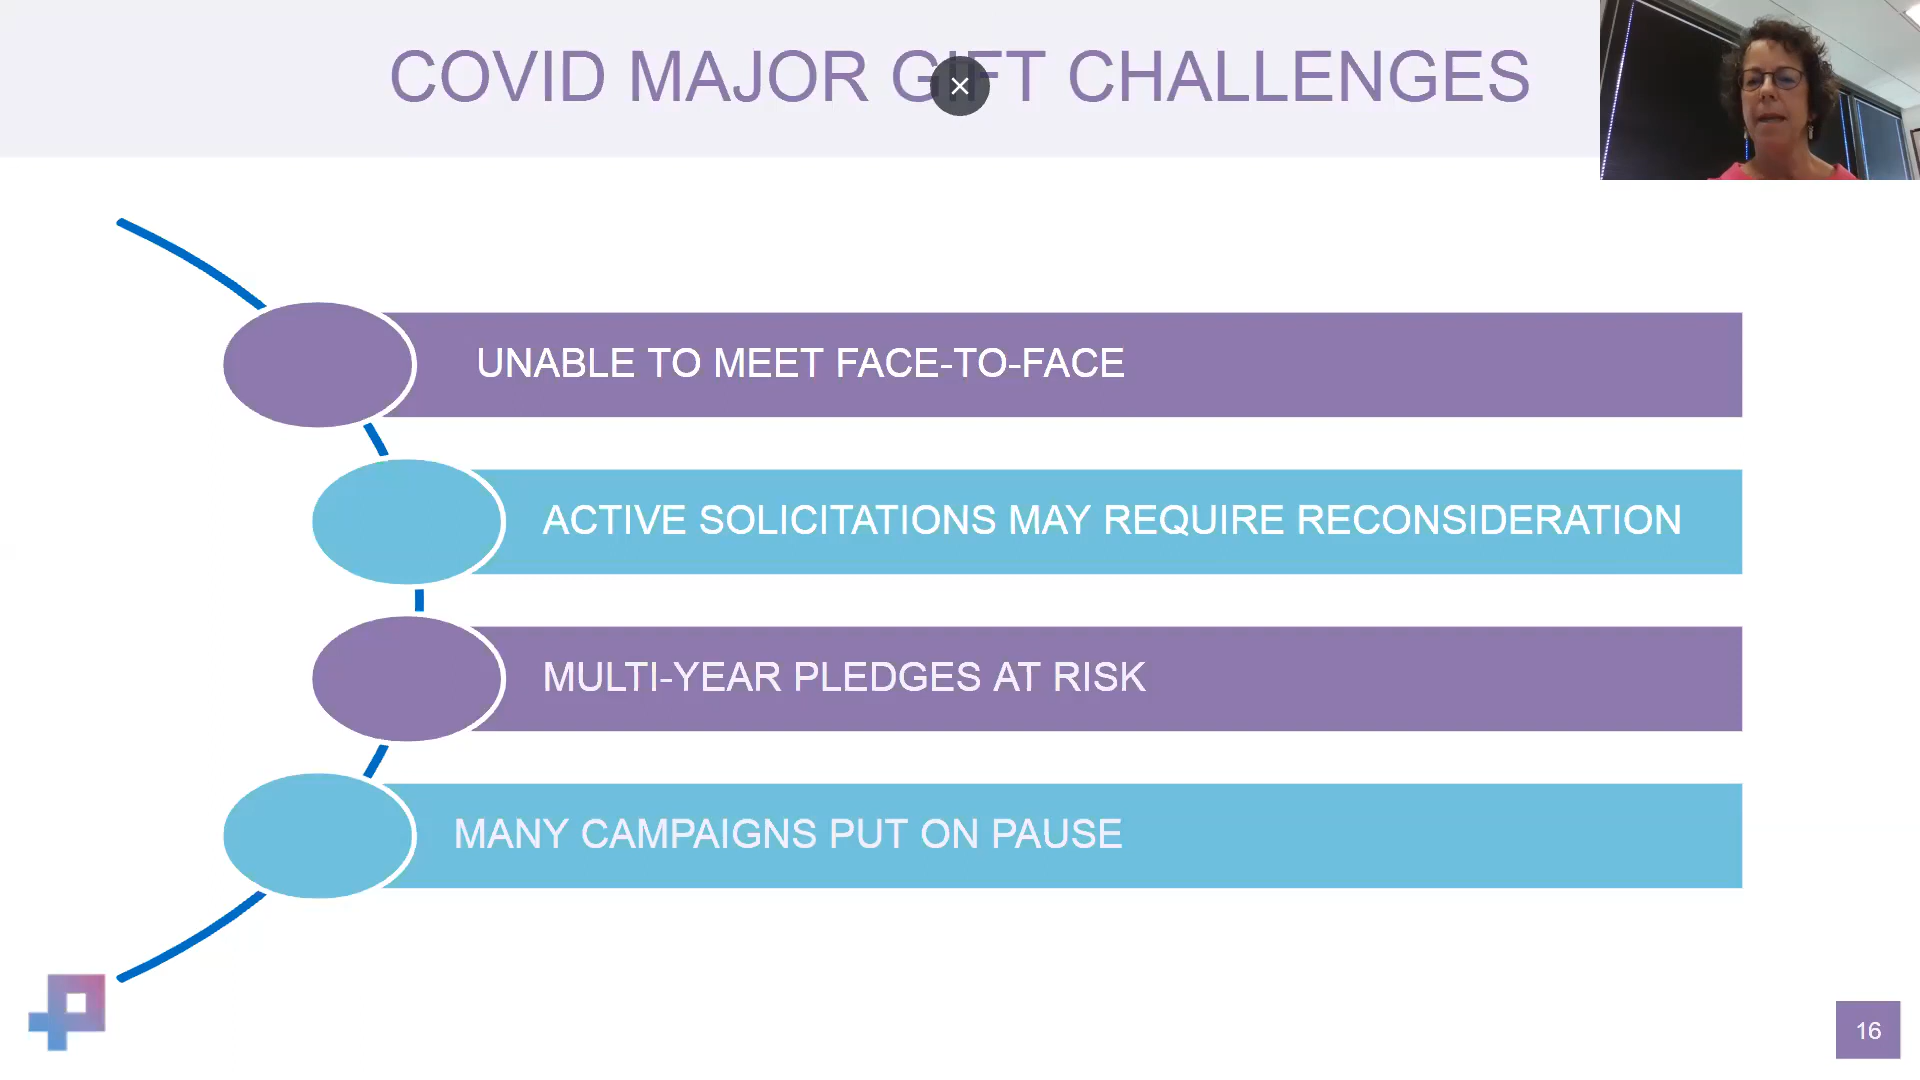 COVID MAJOR GIFT CHALLENGES
UNABLE TO MEET FACE-TO-FACE
ACTIVE SOLICITATIONS MAY REQUIRE RECONSIDERATION
MULTI-YEAR PLEDGES AT RISK
MANY CAMPAIGNS PUT ON PAUSE
16